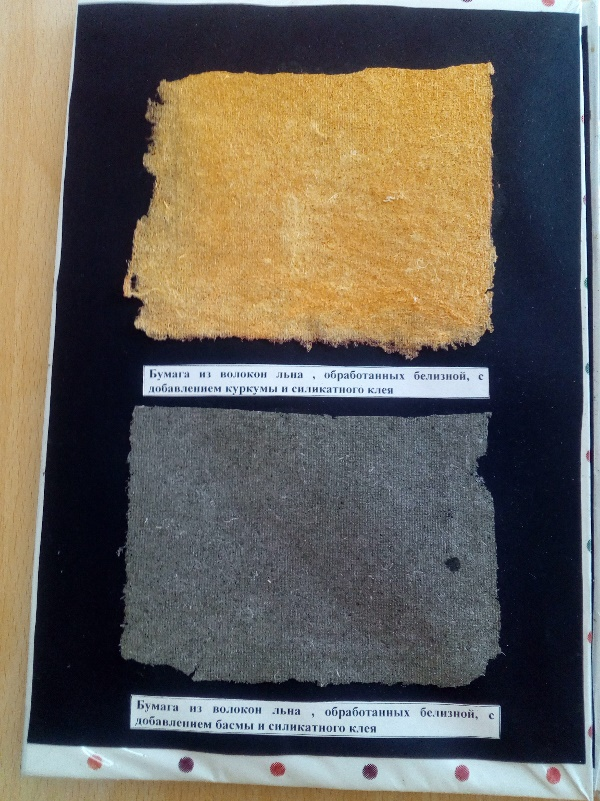 Бумага из волокон льна , обработанных белизной, с
добавлением куркумы и силикатного клея
Бумага из волокон льна , обработанных белизной, с
добавлением басмы и силикатного клея